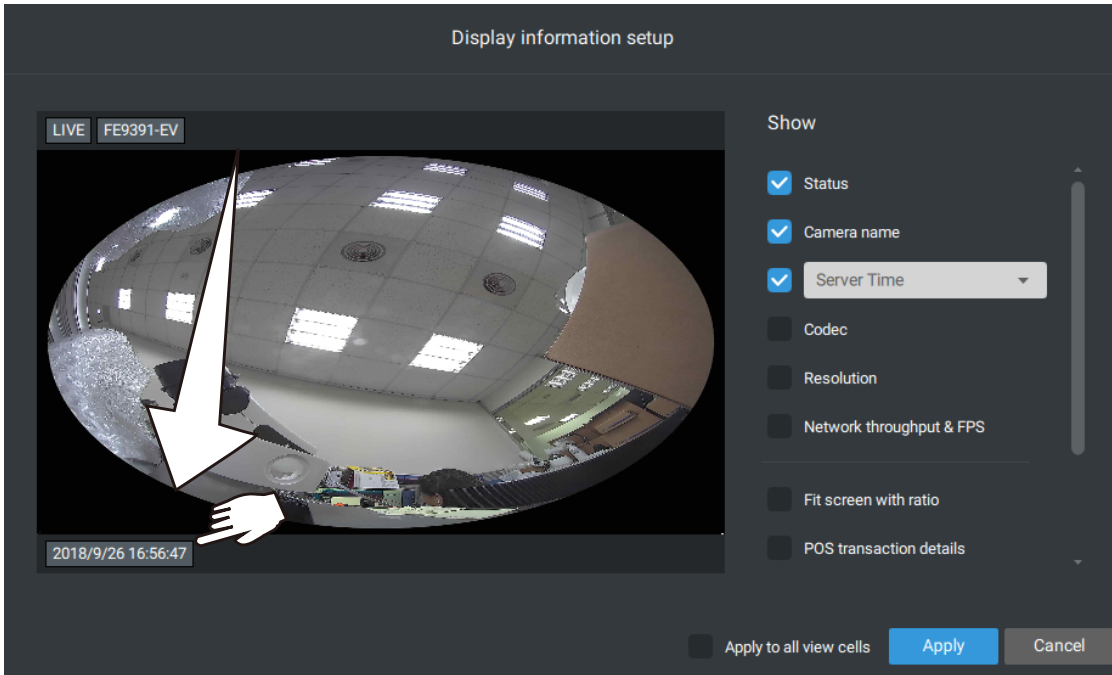 Display information setup
LIVE FE9391-EV
2018/9/26 16:56:47
Show
Status
Camera name
Server Time
Codec
Resolution
Network throughput & FPS
Fit screen with ratio
POS transaction details
Apply to all view cells
Apply
Cancel